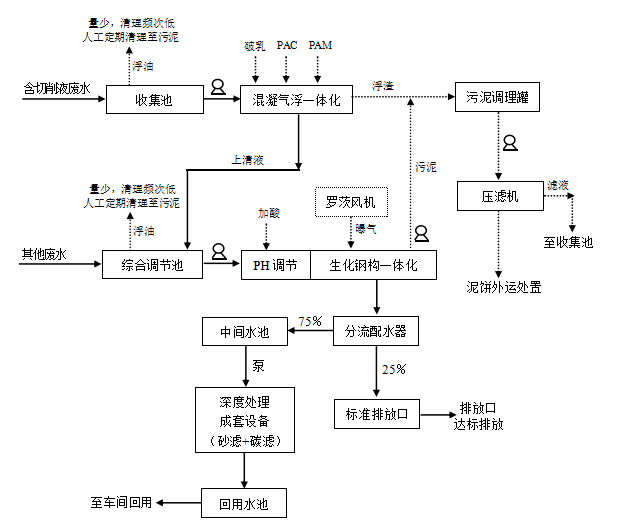 量少，清理频次低
人工定期清理至污泥
浮油
破乳
PAC
PAM
含切削液废水
收集池
混凝气浮一体化
浮渣
污泥调理罐
上清液
污泥
量少，清理频次低
人工定期清理至污泥
浮油
加酸
罗茨风机
曝气
压滤机
滤液
至收集池
其他废水
综合调节池
PH 调节
生化钢构一体化
泥饼外运处置
中间水池
75%
分流配水器
泵
25%
深度处理
成套设备
（砂滤+碳滤）
标准排放口
排放口
达标排放
至车间回用
回用水池